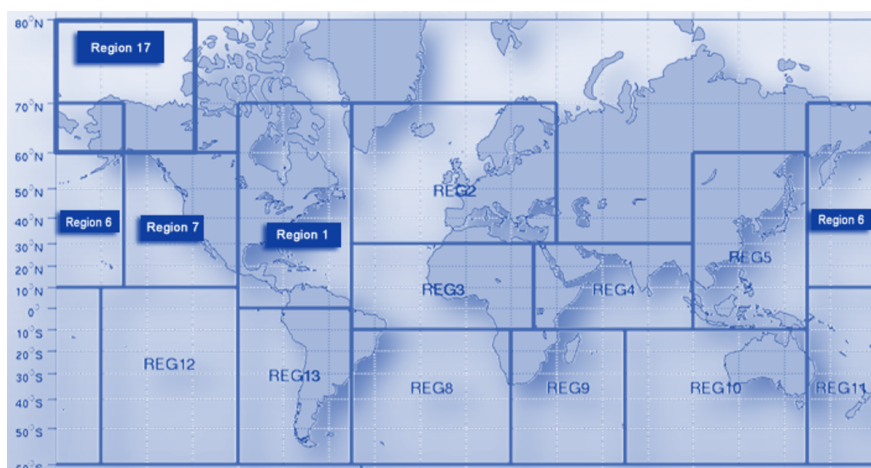 80°N
Region 17
70°N
60°N
50°N
REG2
40°N
Region 6
Region 7
Region 1
Region 6
30°N
REG5
20°N
10°N
REG3
REG4
0°
10°S
20°S
REG12
30°S
REG13
REG8
REG9
REG10
REG11
40°S
50°S
60°S